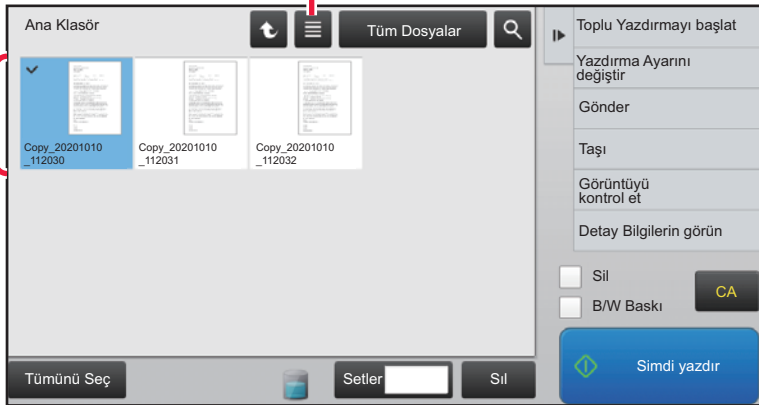 Ana Klasör
Tüm Dosyalar
Copy_20201010
_112030
Copy_20201010
_112031
Copy_20201010
_112032
Toplu Yazdırmayı başlat
Yazdırma Ayarını
değiştir
Gönder
Taşı
Görüntüyü
kontrol et
Detay Bilgilerin görün
Sil
B/W Baskı
CA
Tümünü Seç
Setler
Sıl
Simdi yazdır